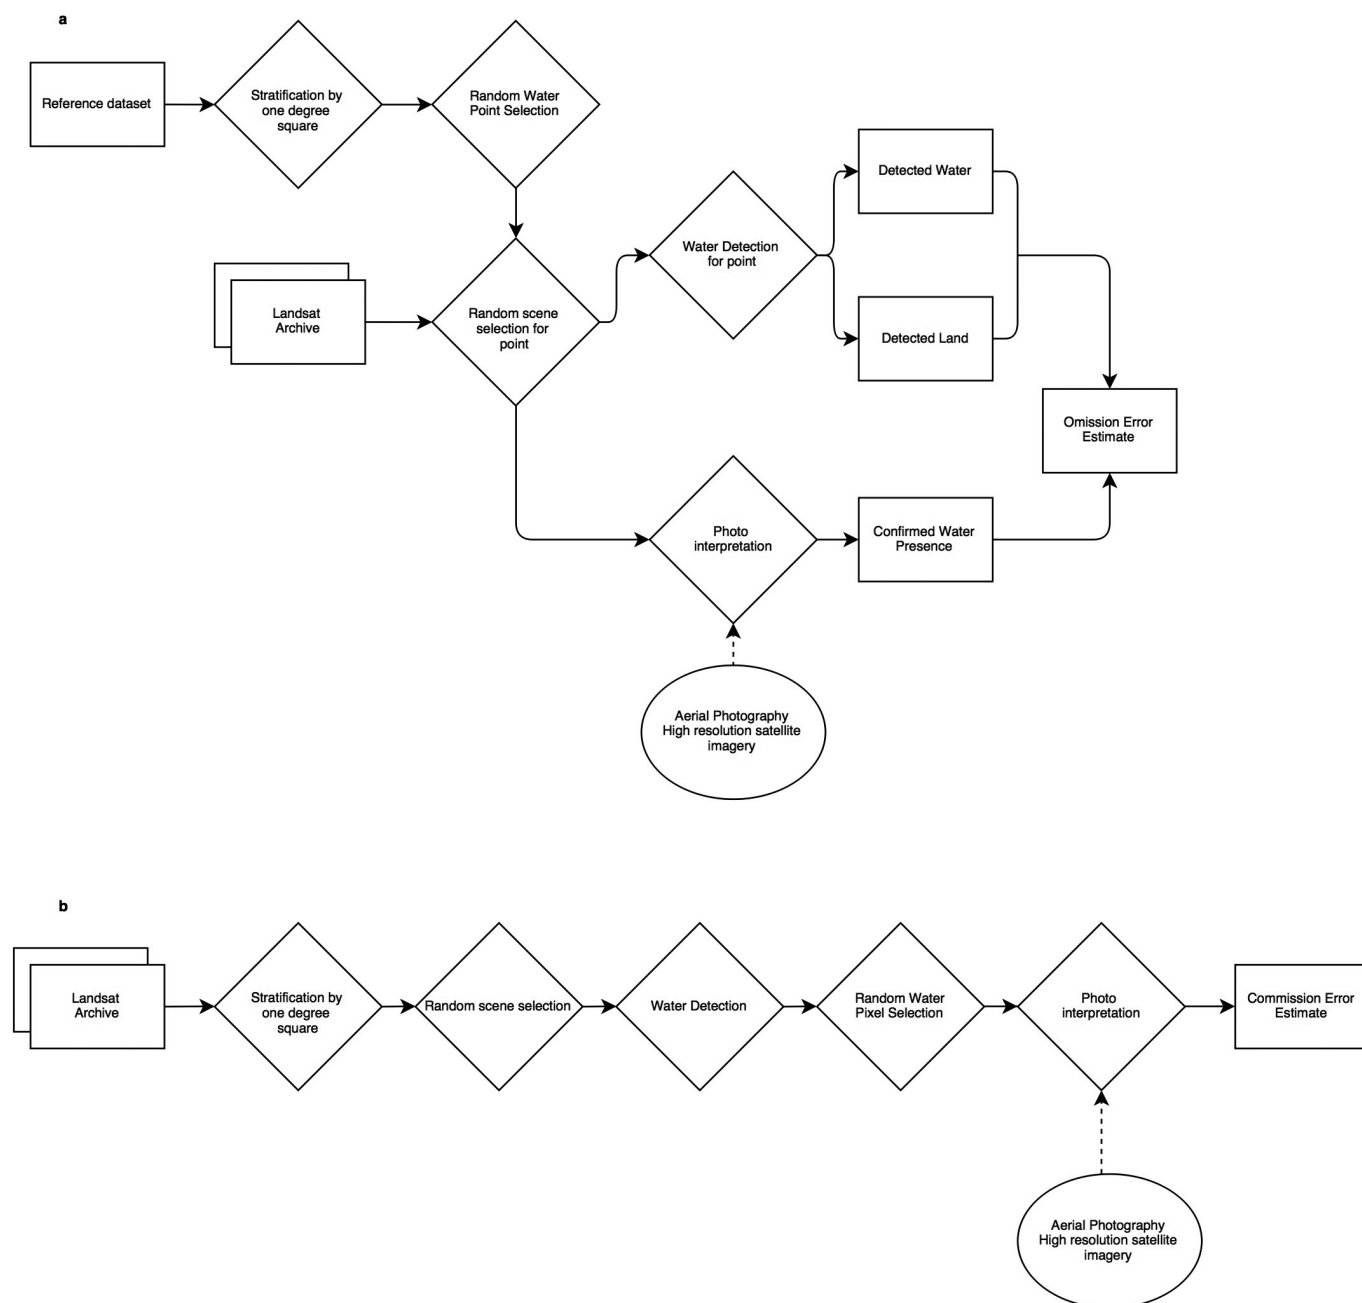 a
Reference dataset
Stratification by
one degree
square
Random Water
Point Selection
Landsat
Archive
Random scene
selection for
point
Water Detection
for point
Detected Water
Detected Land
Omission Error
Estimate
Photo
interpretation
Confirmed Water
Presence
Aerial Photography
High resolution satellite
imagery
b
Landsat
Archive
Stratification by
one degree
square
Random scene selection
Water Detection
Random Water
Pixel Selection
Photo
interpretation
Commission Error
Estimate
Aerial Photography
High resolution satellite
imagery